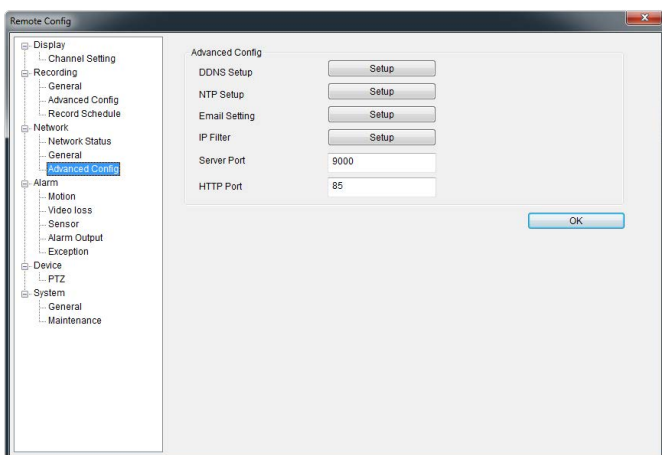 Remote Config
Display
Channel Setting
Recording
General
Advanced Config
Record Schedule
Network
Network Status
General
Advanced Config
Alarm
Motion
Video loss
Sensor
Alarm Output
Exception
Device
PTZ
System
General
Maintenance
Advanced Config
DDNS Setup Setup
NTP Setup Setup
Email Setting Setup
IP Filter Setup
Server Port 9000
HTTP Port 85
OK